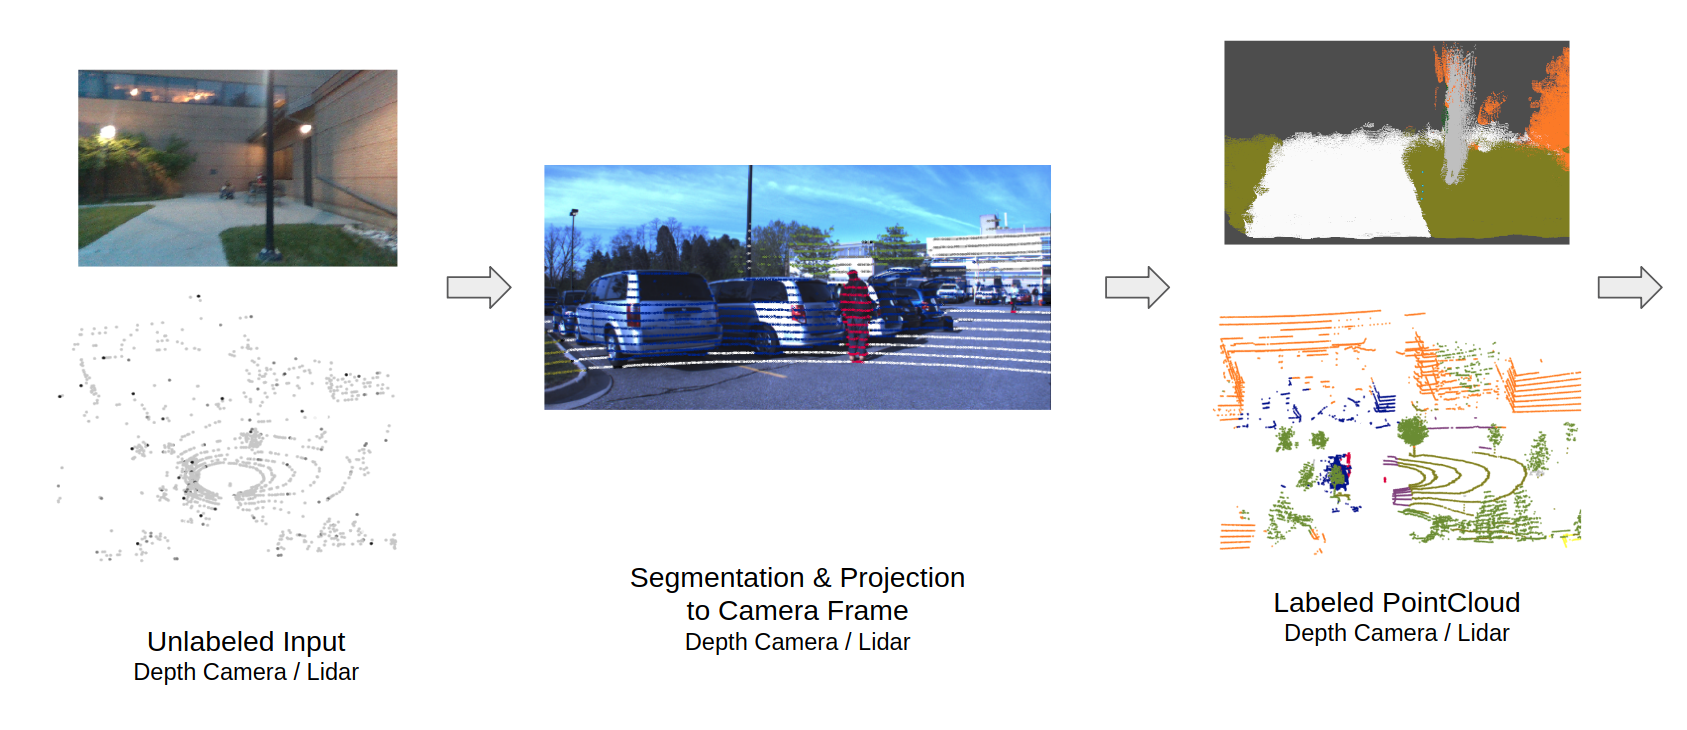 Unlabeled Input
Depth Camera / Lidar
Segmentation & Projection
to Camera Frame
Depth Camera / Lidar
Labeled PointCloud
Depth Camera / Lidar